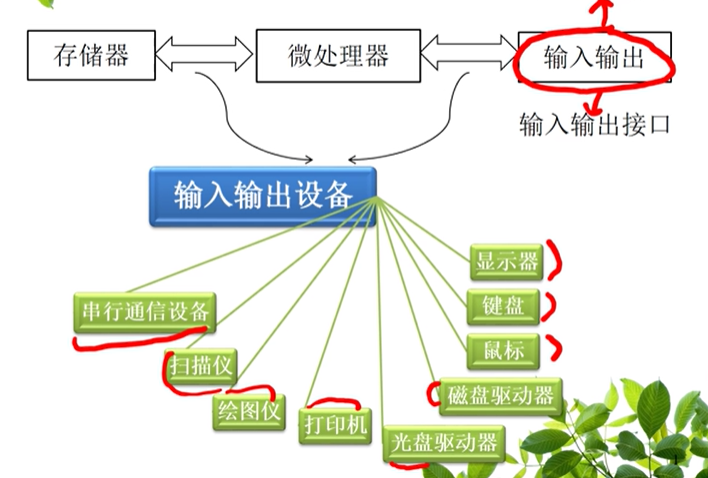 存储器
微处理器
输入输出
输入输出接口
输入输出设备
显示器
串行通信设备
键盘
鼠标
扫描仪
磁盘驱动器
绘图仪
打印机
光盘驱动器
1